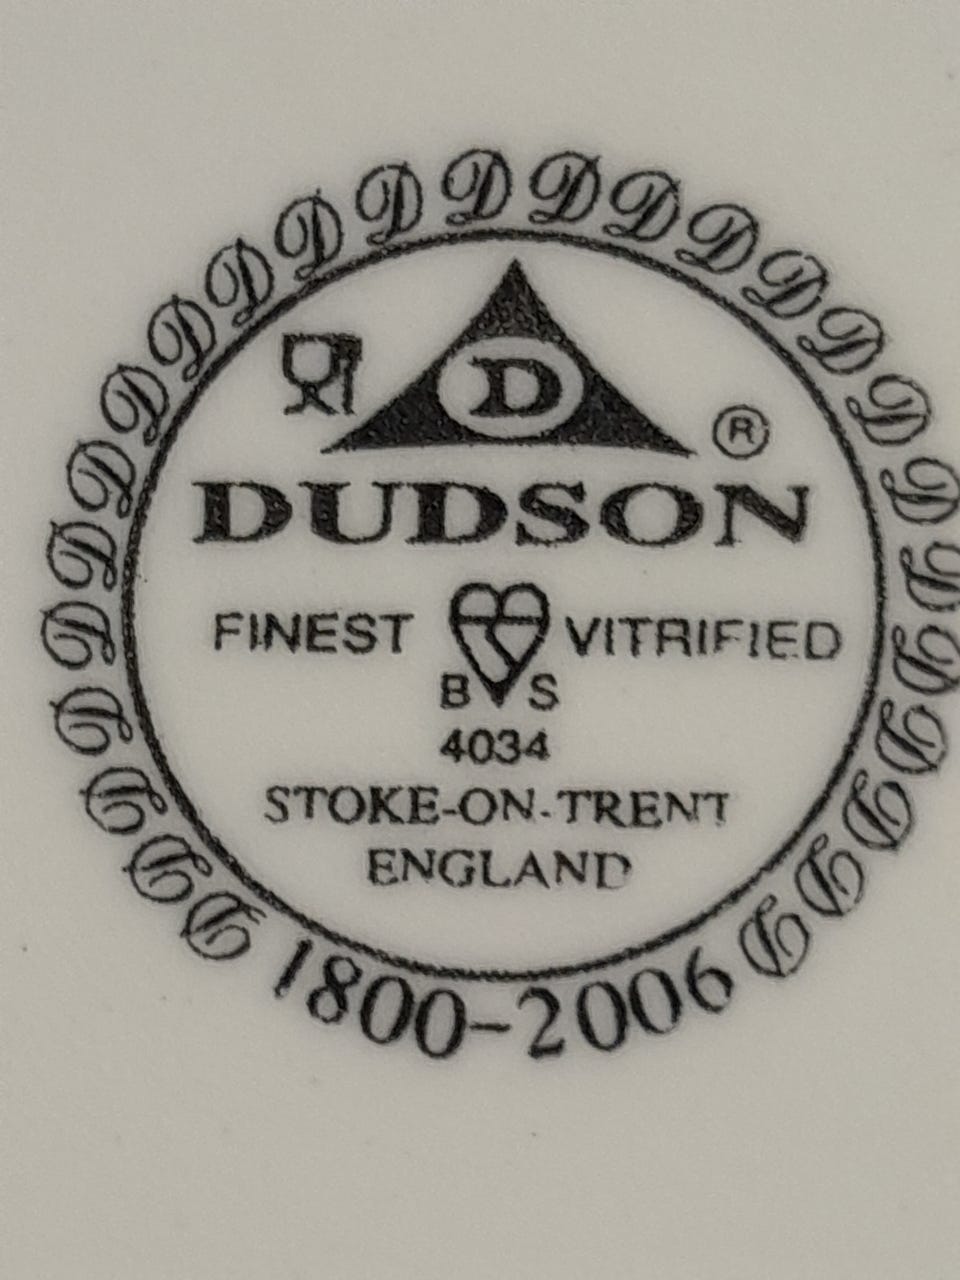 D D D D D D D D D D D D D D D D D D D D D D D D D D D
D
®
DUDSON
FINEST VITRIFIED
B S
4034
STOKE-ON-TRENT
ENGLAND
1800-2006